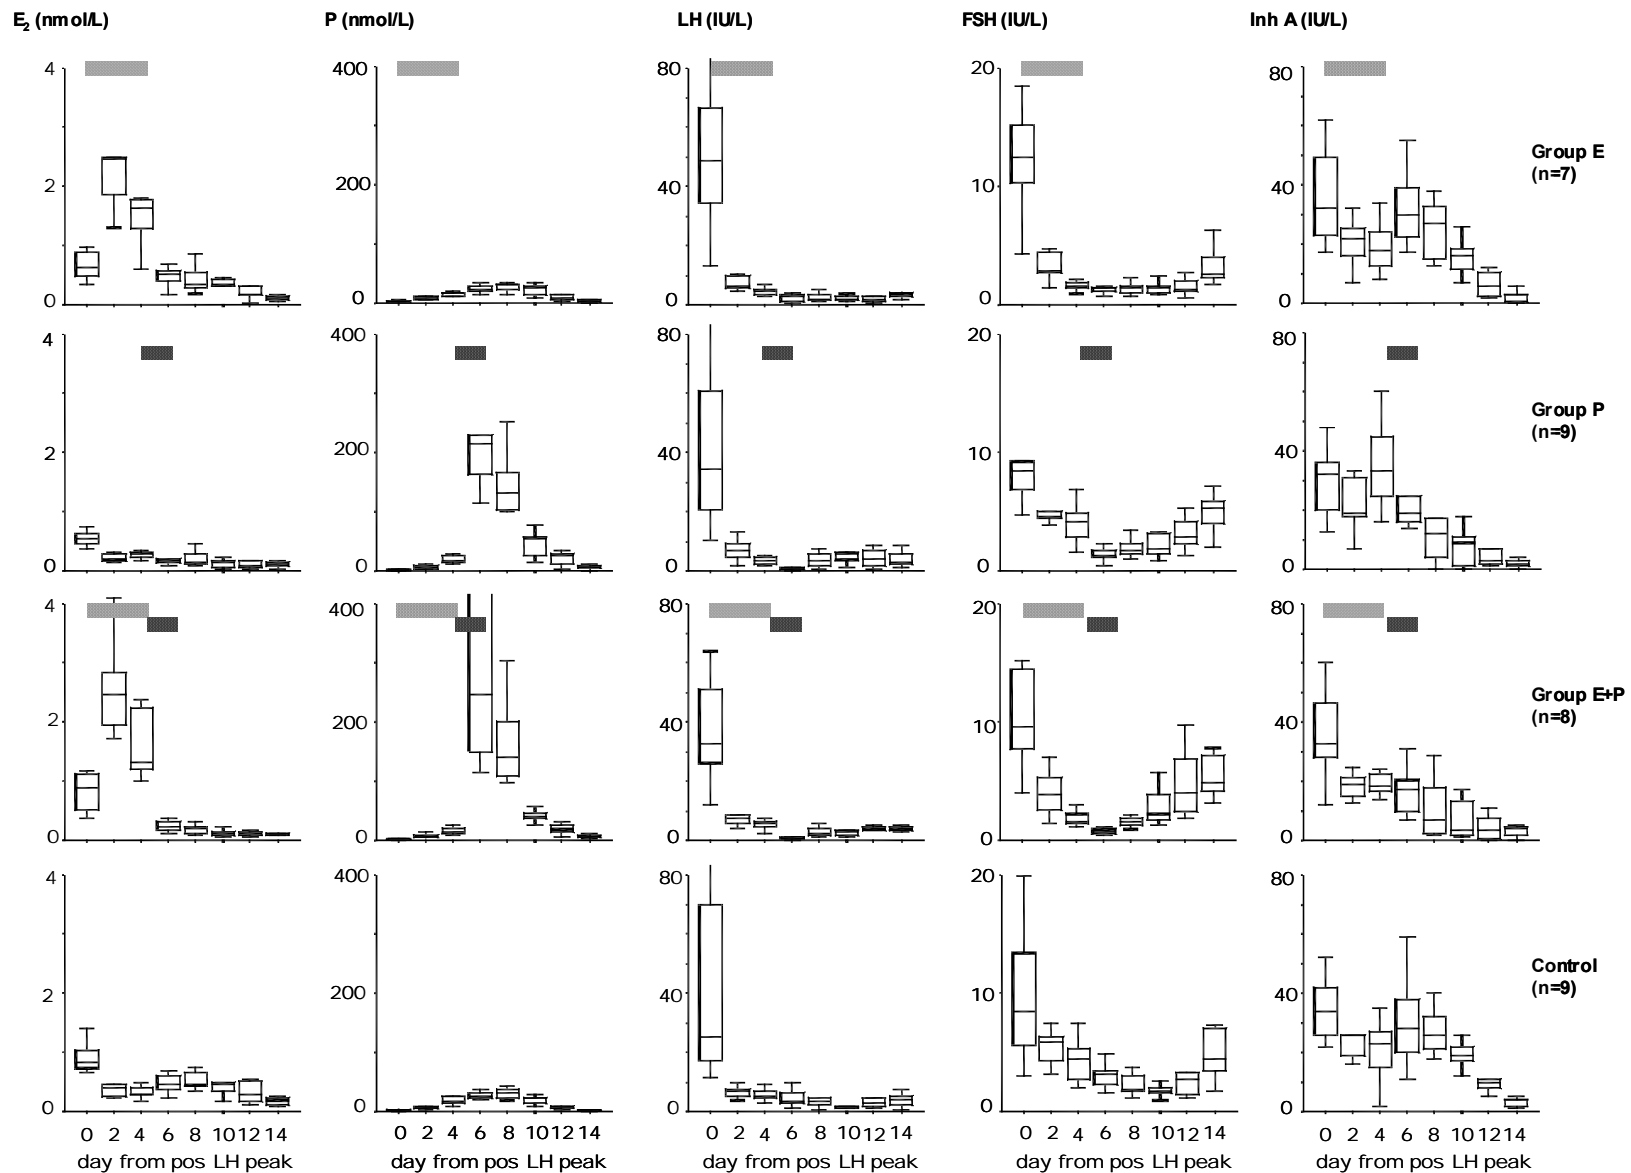 E2 (nmol/L) P (nmol/L) LH (IU/L) FSH (IU/L) Inh A (IU/L)
4 400 80 20 80
Group E
(n=7)
2 200 40 10 40
0 0 0 0 0
4 400 80 20 80
Group P
(n=9)
2 200 40 10 40
0 0 0 0 0
4 400 80 20 80
Group E+P
(n=8)
2 200 40 10 40
0 0 0 0 0
4 400 80 20 80
Control
(n=9)
2 200 40 10 40
0 0 0 0 0
0 2 4 6 8 10 12 14 0 2 4 6 8 10 12 14 0 2 4 6 8 10 12 14 0 2 4 6 8 10 12 14 0 2 4 6 8 10 12 14
day from pos LH peak day from pos LH peak day from pos LH peak day from pos LH peak day from pos LH peak